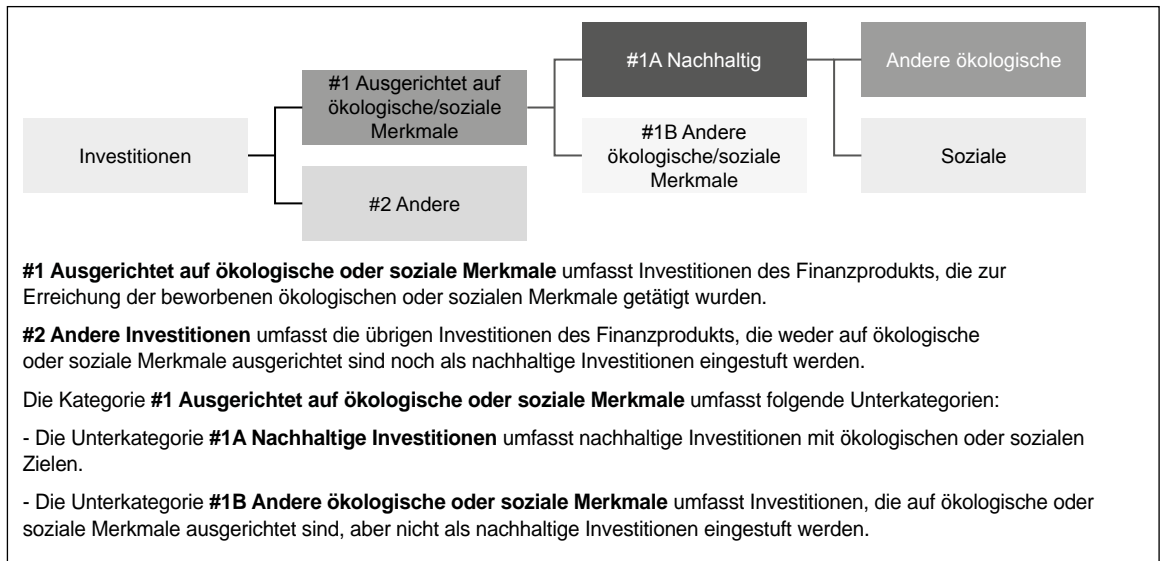 Investitionen
#1 Ausgerichtet auf
ökologische/soziale
Merkmale
#2 Andere
#1A Nachhaltig
#1B Andere
ökologische/soziale
Merkmale
Andere ökologische
Soziale
#1 Ausgerichtet auf ökologische oder soziale Merkmale umfasst Investitionen des Finanzprodukts, die zur
Erreichung der beworbenen ökologischen oder sozialen Merkmale getätigt wurden.
#2 Andere Investitionen umfasst die übrigen Investitionen des Finanzprodukts, die weder auf ökologische
oder soziale Merkmale ausgerichtet sind noch als nachhaltige Investitionen eingestuft werden.
Die Kategorie #1 Ausgerichtet auf ökologische oder soziale Merkmale umfasst folgende Unterkategorien:
- Die Unterkategorie #1A Nachhaltige Investitionen umfasst nachhaltige Investitionen mit ökologischen oder sozialen
Zielen.
- Die Unterkategorie #1B Andere ökologische oder soziale Merkmale umfasst Investitionen, die auf ökologische oder
soziale Merkmale ausgerichtet sind, aber nicht als nachhaltige Investitionen eingestuft werden.